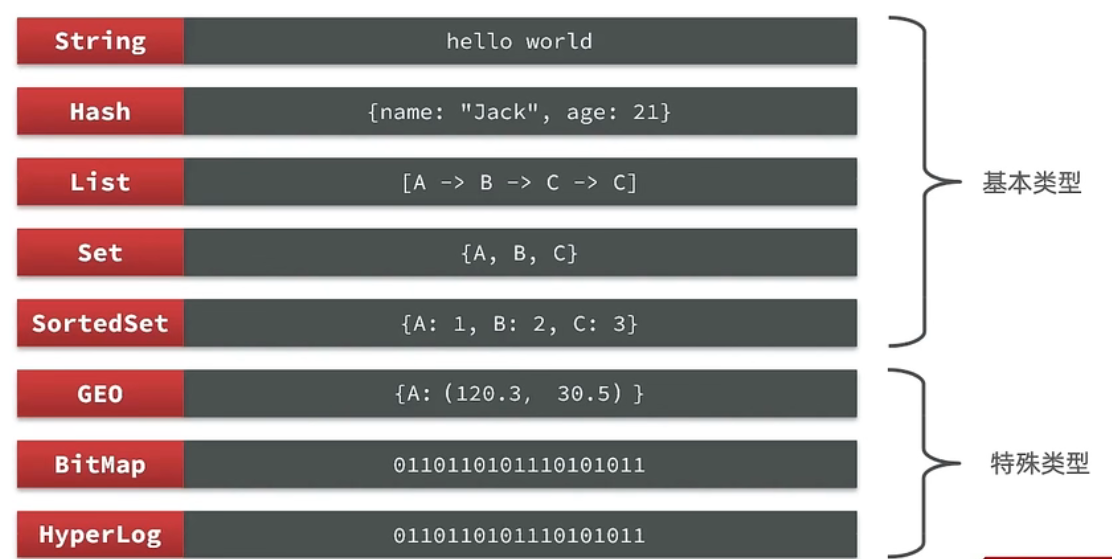 String hello world
Hash {name: "Jack", age: 21}
List [A -> B -> C -> C]
基本类型
Set {A, B, C}
SortedSet {A: 1, B: 2, C: 3}
GEO {A: (120.3, 30.5) }
BitMap 0110110101110101011
特殊类型
HyperLog 0110110101110101011